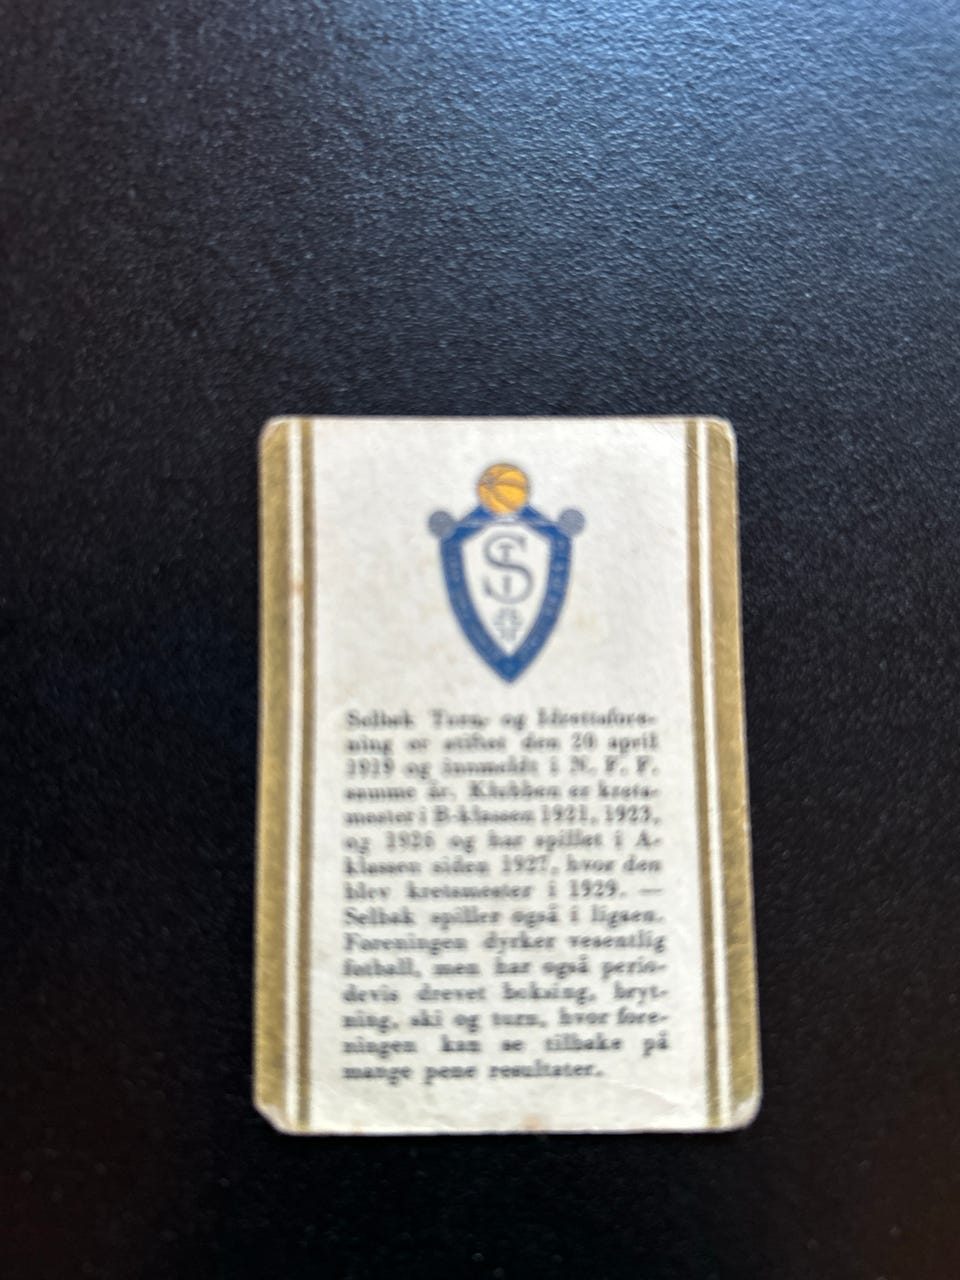 Selbak Turn- og Idrettsfore-
ning er stiftet den 20 april
1919 og innmeldt i N. F. F.
samme år. Klubben er krets-
mester i B-klassen 1921, 1923,
og 1926 og har spillet i A-
klassen siden 1927, hvor den
blev kretsmester i 1929. —
Selbak spiller også i ligaen.
Foreningen dyrker vesentlig
fotball, men har også perio-
devis drevet boksing, bryt-
ning, ski og turn, hvor fore-
ningen kan se tilbake på
mange pene resultater.